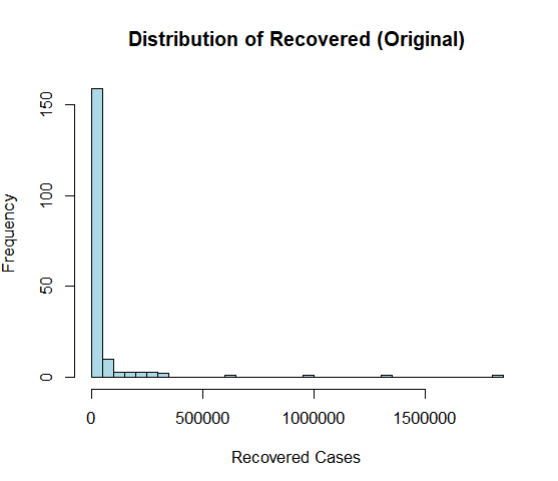 Distribution of Recovered (Original)
Frequency
150
100
50
0
0 500000 1000000 1500000
Recovered Cases